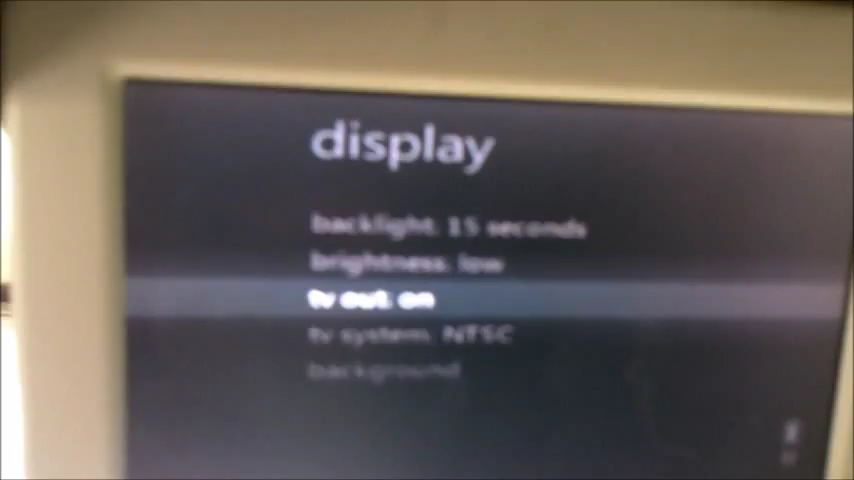 display
backlight: 15 seconds
brightness: low
tv out: on
tv system: NTSC
background